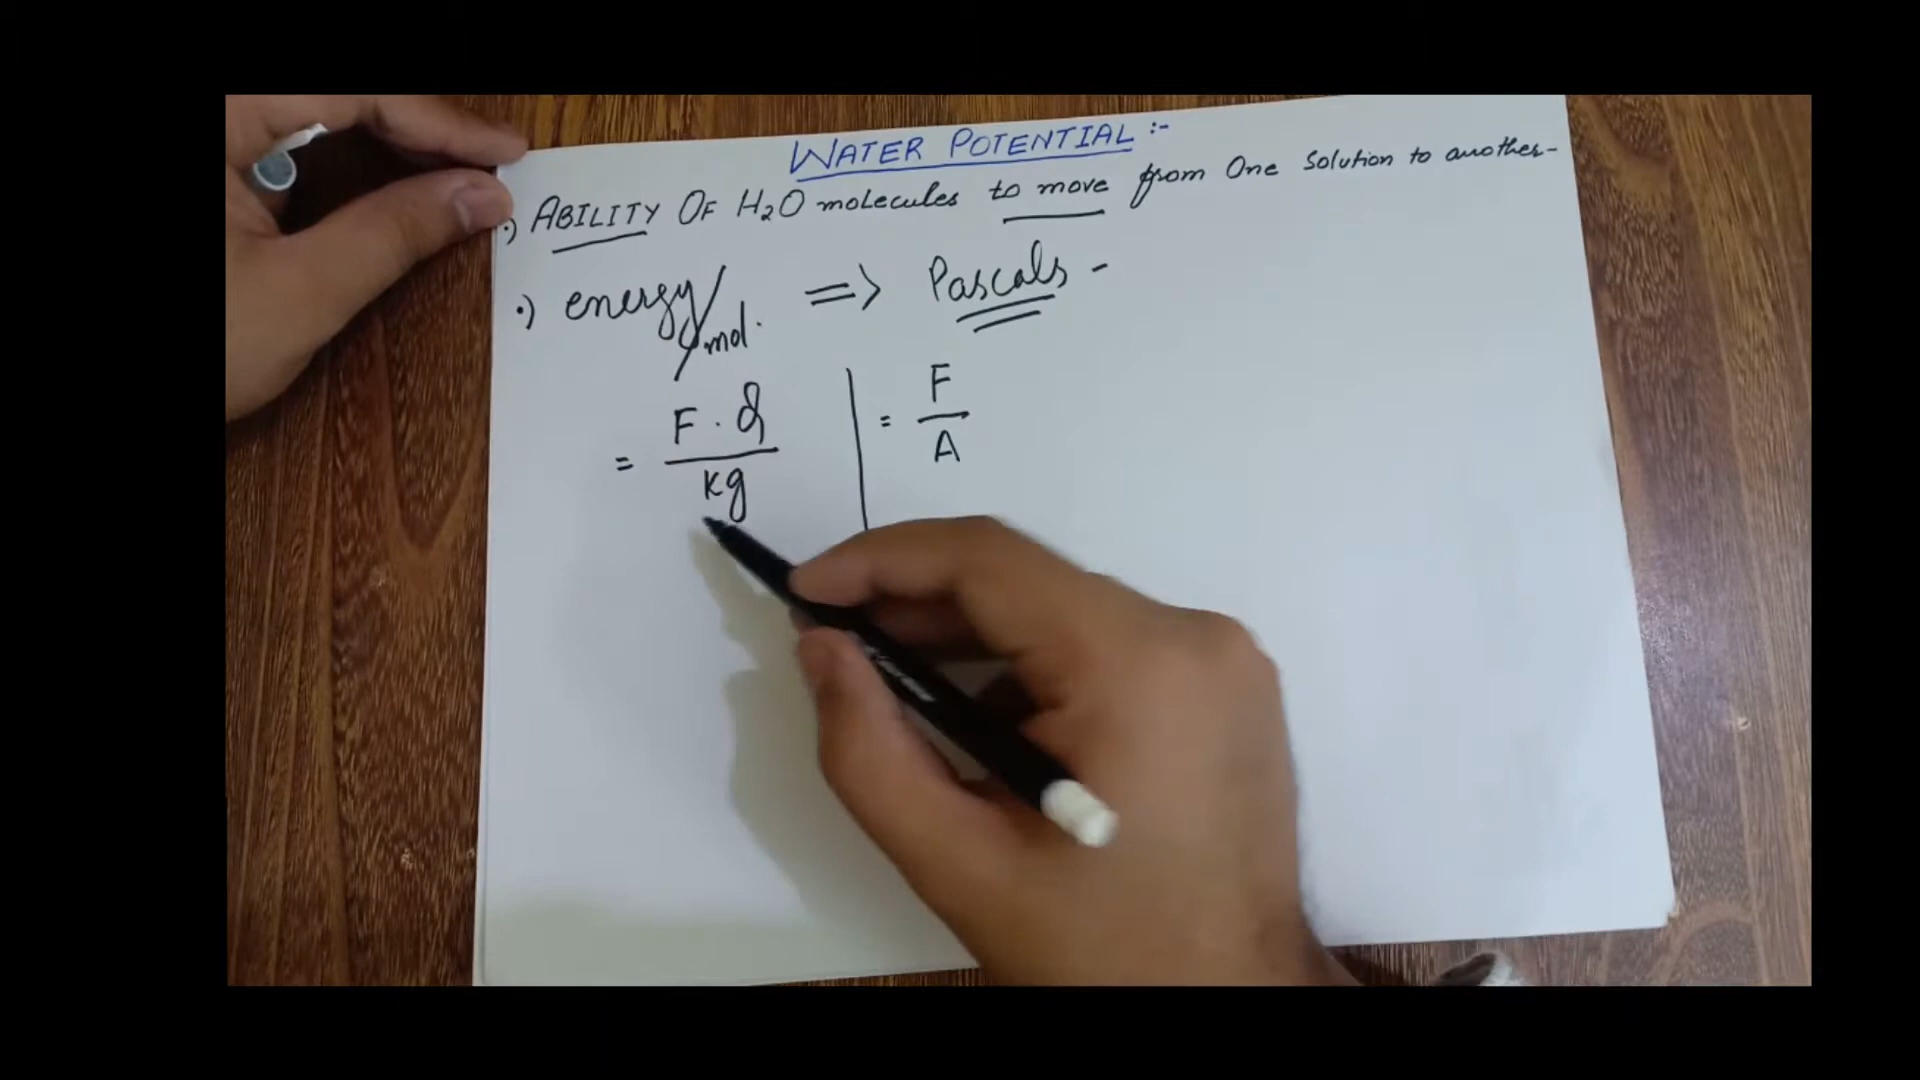 WATER POTENTIAL :-
·) ABILITY OF H₂O molecules to move from One Solution to another-
·) energy/mol. => Pascals -
= F . d / kg
= F / A